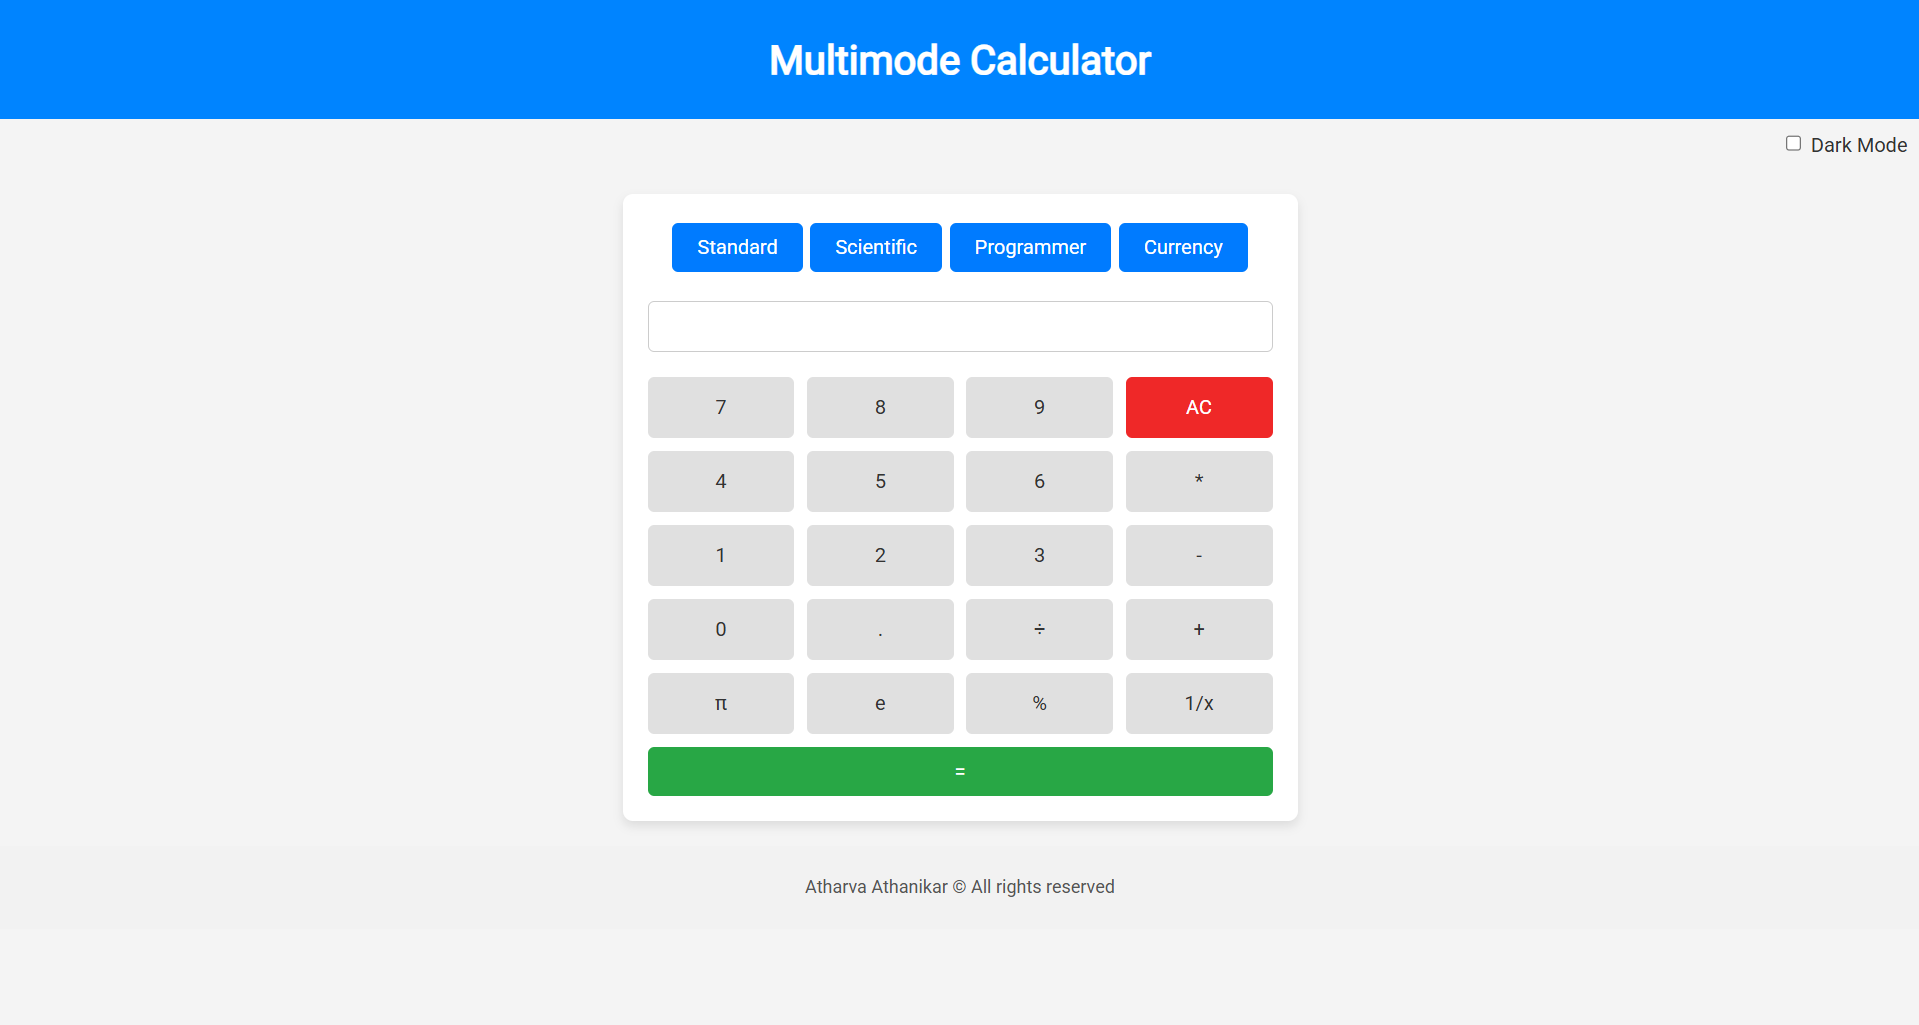 Multimode Calculator
Dark Mode
Standard Scientific Programmer Currency
7 8 9 AC
4 5 6 *
1 2 3 -
0 . ÷ +
π e % 1/x
=
Atharva Athanikar © All rights reserved